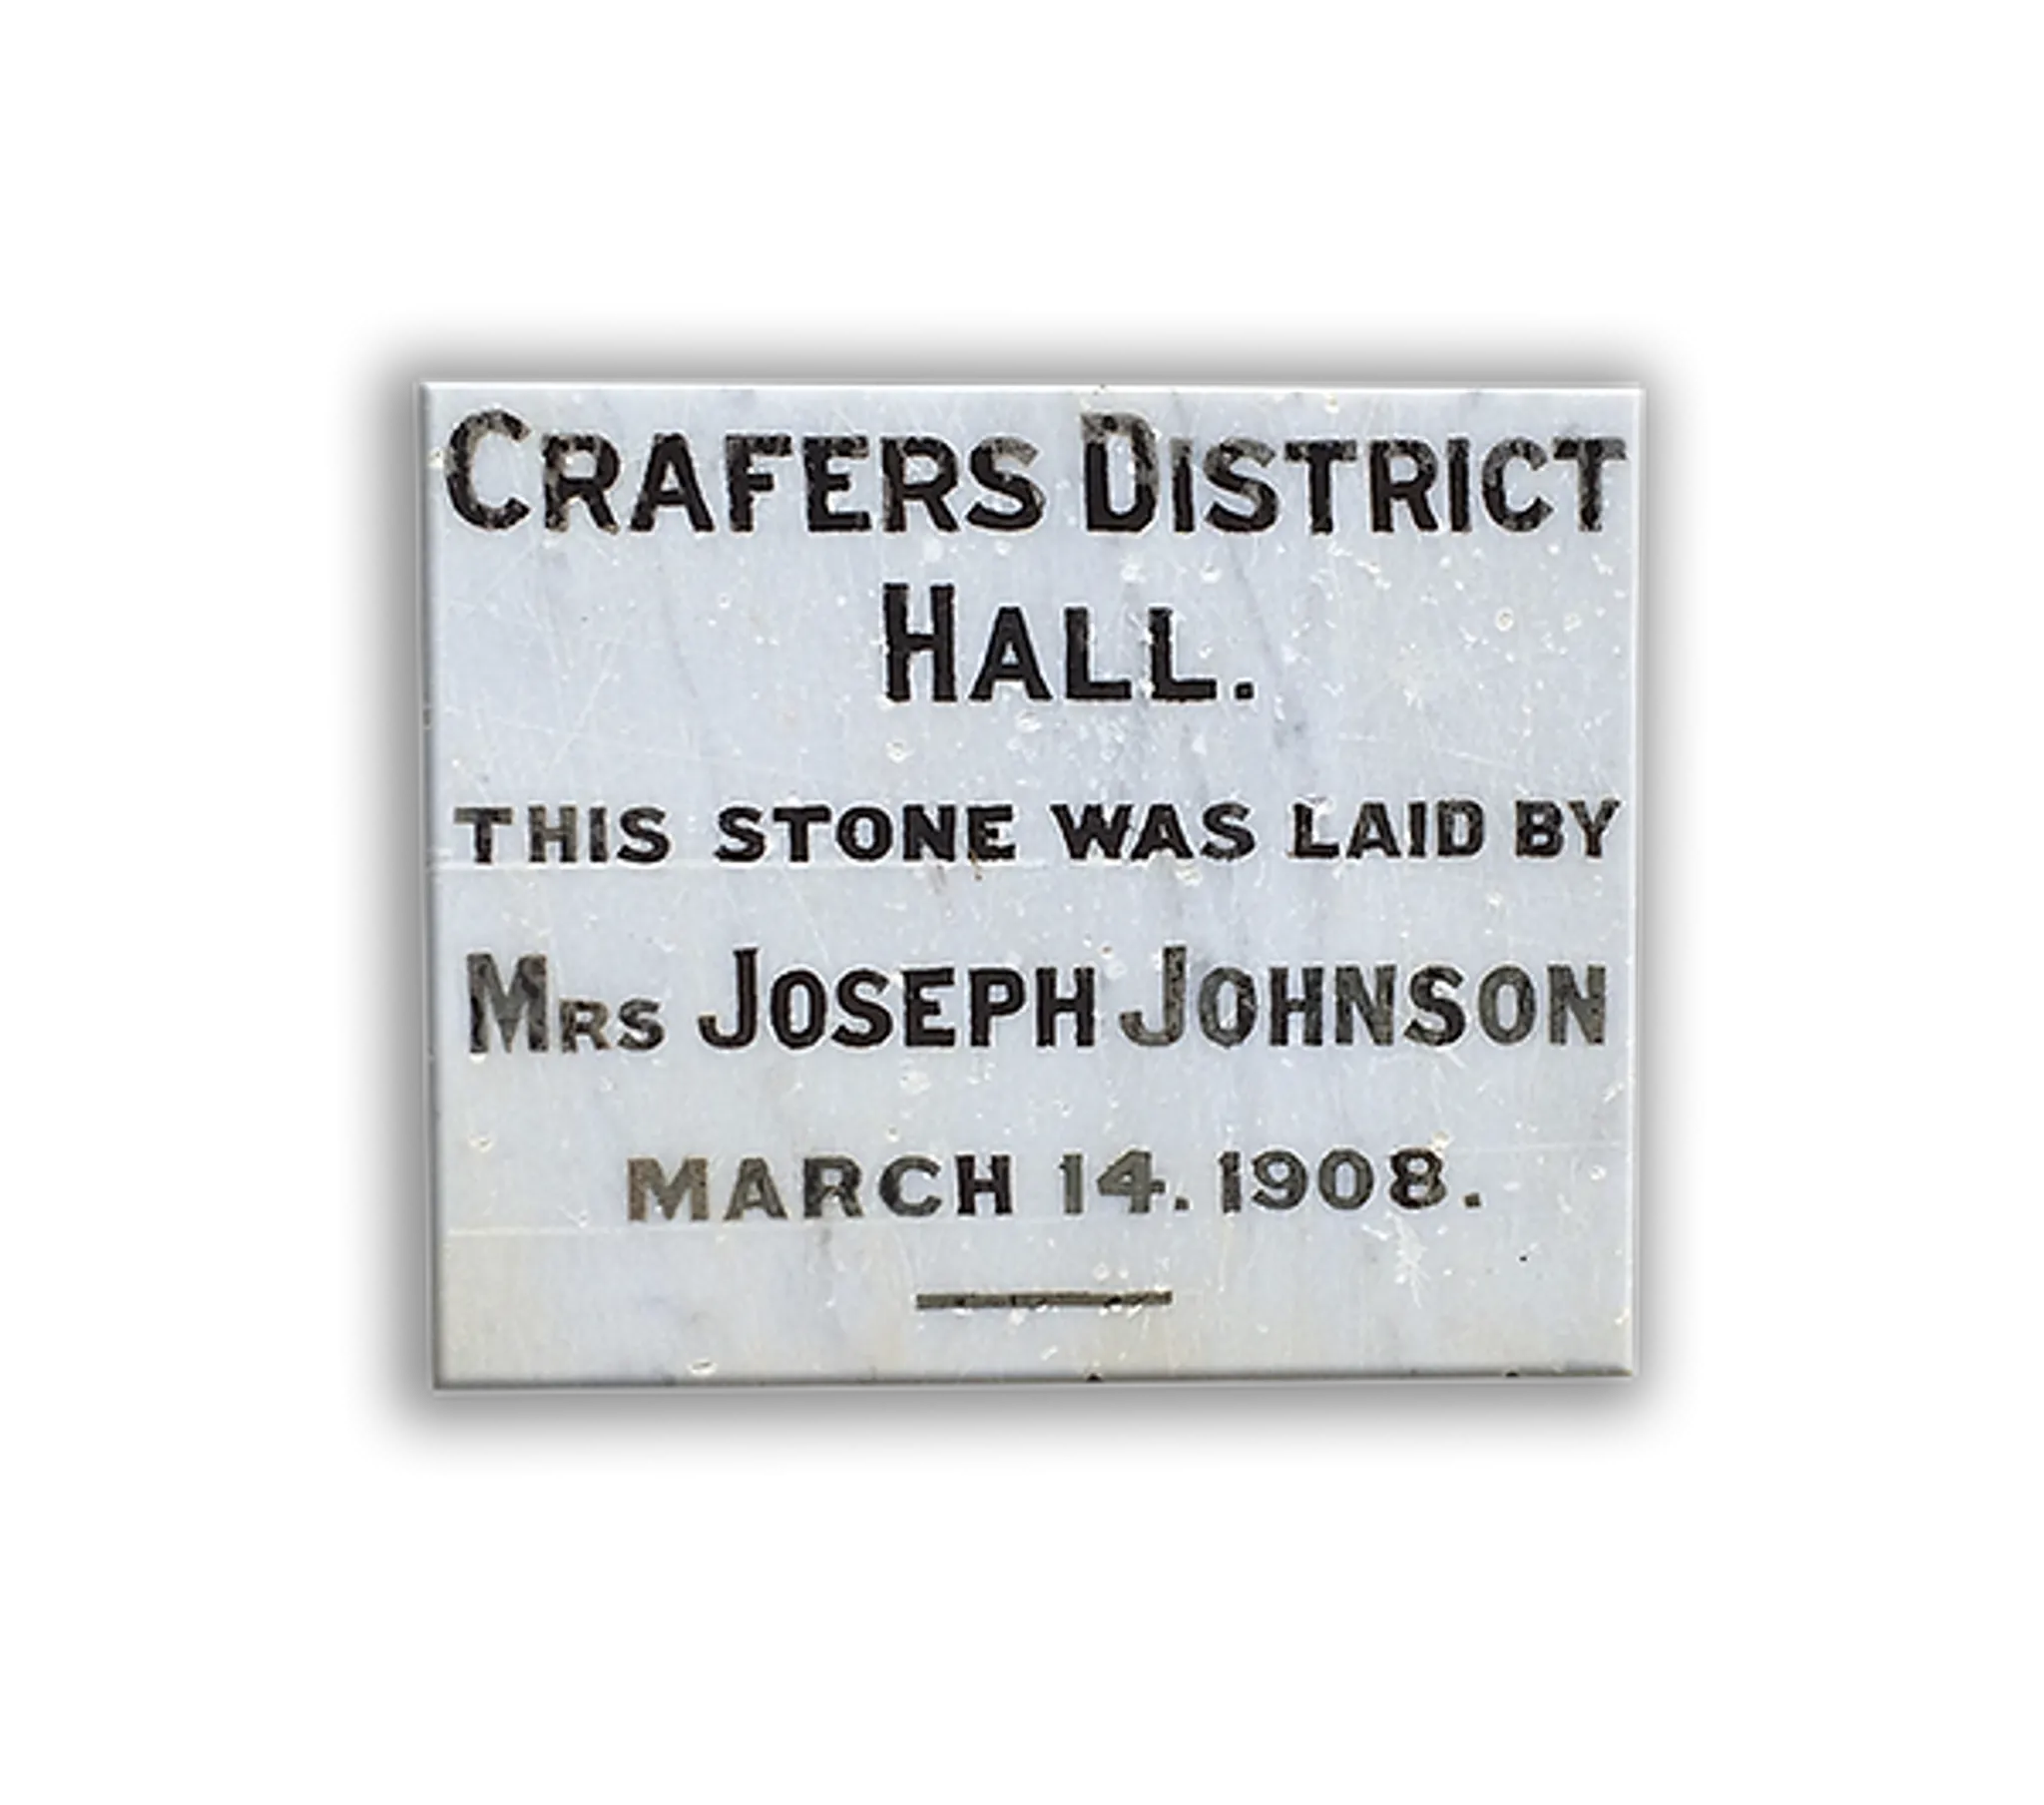 CRAFERS DISTRICT
HALL.
THIS STONE WAS LAID BY
MRS JOSEPH JOHNSON
MARCH 14. 1908.